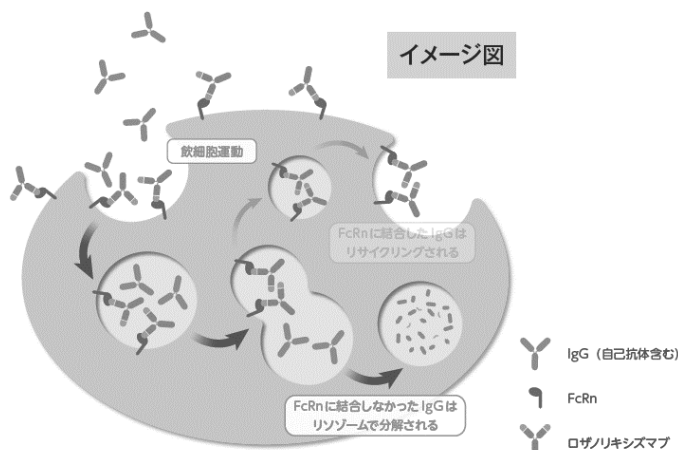 イメージ図
飲細胞運動
FcRnに結合したIgGは
リサイクリングされる
FcRnに結合しなかったIgGは
リソゾームで分解される
IgG（自己抗体含む）
FcRn
ロザノリキシズマブ